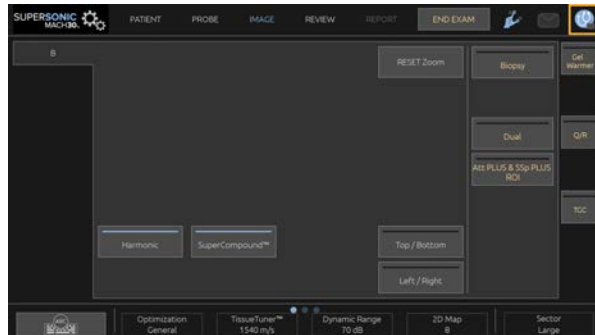 SUPERSONIC
MACH30.
PATIENT
PROBE
IMAGE
REVIEW
REPORT
END EXAM
B
RESET Zoom
Biopsy
Gel
Warmer
Dual
Q/R
Att PLUS & SSp PLUS
ROI
TGC
Harmonic
SuperCompound™
Top / Bottom
Left / Right
Optimization
General
TissueTuner™
1540 m/s
Dynamic Range
70 dB
2D Map
8
Sector
Large